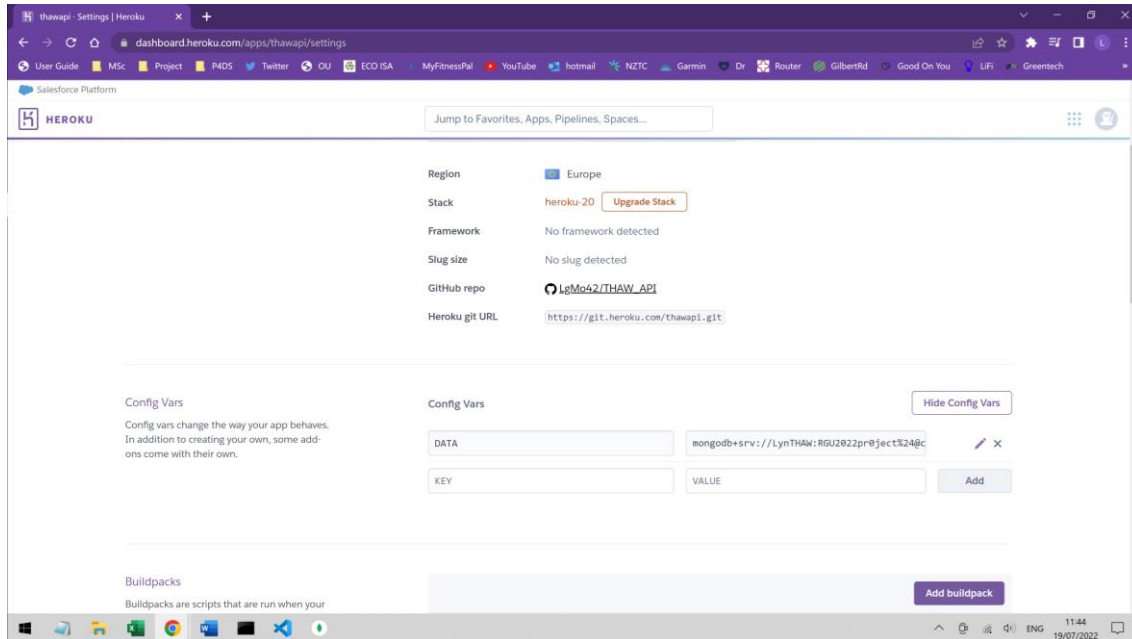 thawapi · Settings | Heroku
dashboard.heroku.com/apps/thawapi/settings
User Guide MSc Project P4DS Twitter OU ECO ISA MyFitnessPal YouTube hotmail NZTC Garmin Dr Router GilbertRd Good On You LiFi Greentech
Salesforce Platform
HEROKU Jump to Favorites, Apps, Pipelines, Spaces...
Region Europe
Stack heroku-20 Upgrade Stack
Framework No framework detected
Slug size No slug detected
GitHub repo LgMo42/THAW_API
Heroku git URL https://git.heroku.com/thawapi.git
Config Vars Config Vars Hide Config Vars
Config vars change the way your app behaves.
In addition to creating your own, some add-
ons come with their own.
DATA mongodb+srv://LynTHAW:RGU2022pr0ject%24@c
KEY VALUE Add
Buildpacks
Buildpacks are scripts that are run when your
Add buildpack
ENG 11:44
19/07/2022